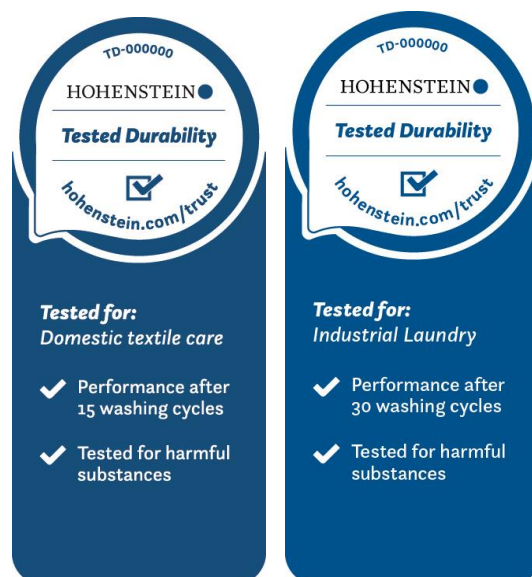 TD-000000
HOHENSTEIN
Tested Durability
hohenstein.com/trust
Tested for:
Domestic textile care
Performance after
15 washing cycles
Tested for harmful
substances
TD-000000
HOHENSTEIN
Tested Durability
hohenstein.com/trust
Tested for:
Industrial Laundry
Performance after
30 washing cycles
Tested for harmful
substances